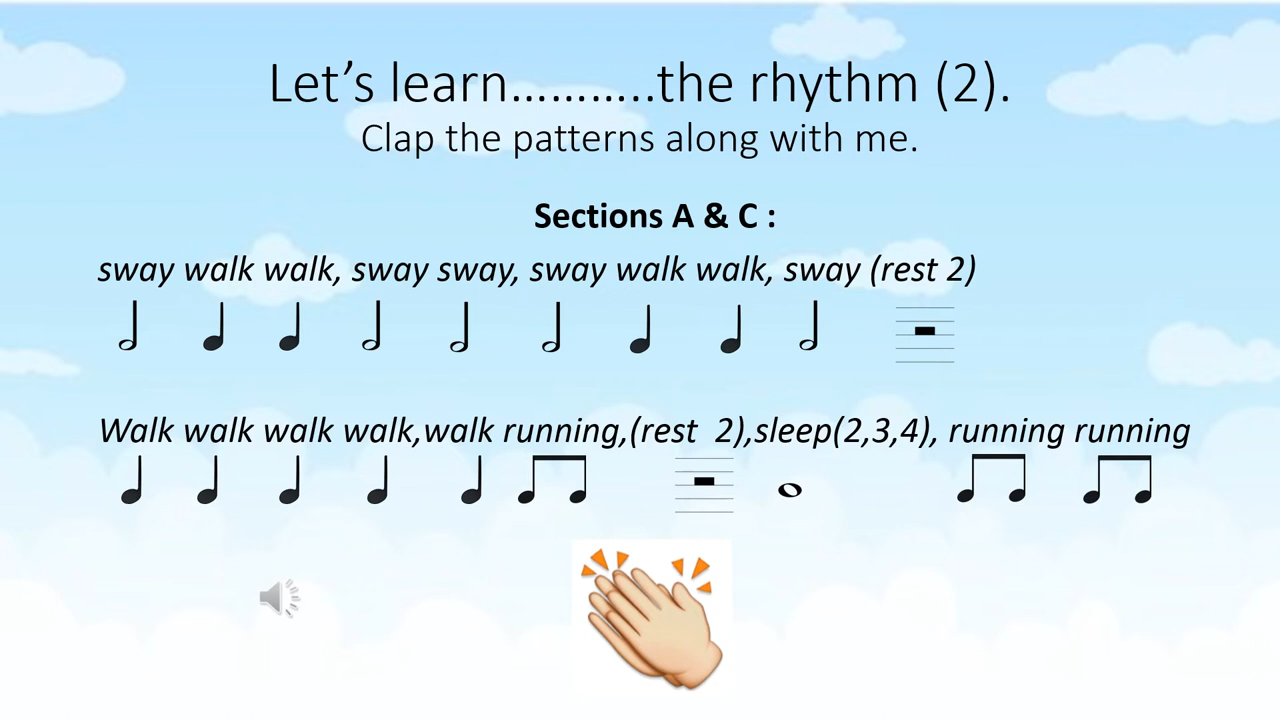 Let’s learn………..the rhythm (2).
Clap the patterns along with me.
Sections A & C :
sway walk walk, sway sway, sway walk walk, sway (rest 2)
Walk walk walk walk,walk running,(rest  2),sleep(2,3,4), running running